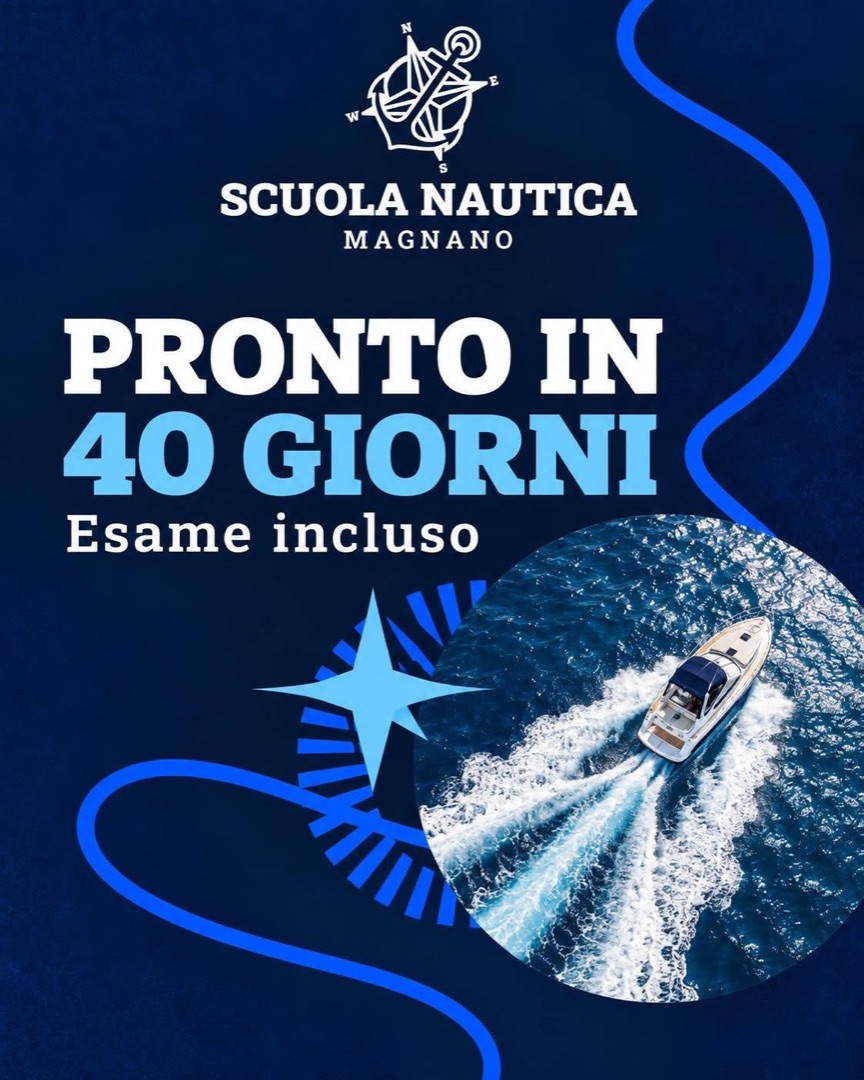 N
E
W
S
SCUOLA NAUTICA
MAGNANO
PRONTO IN
40 GIORNI
Esame incluso